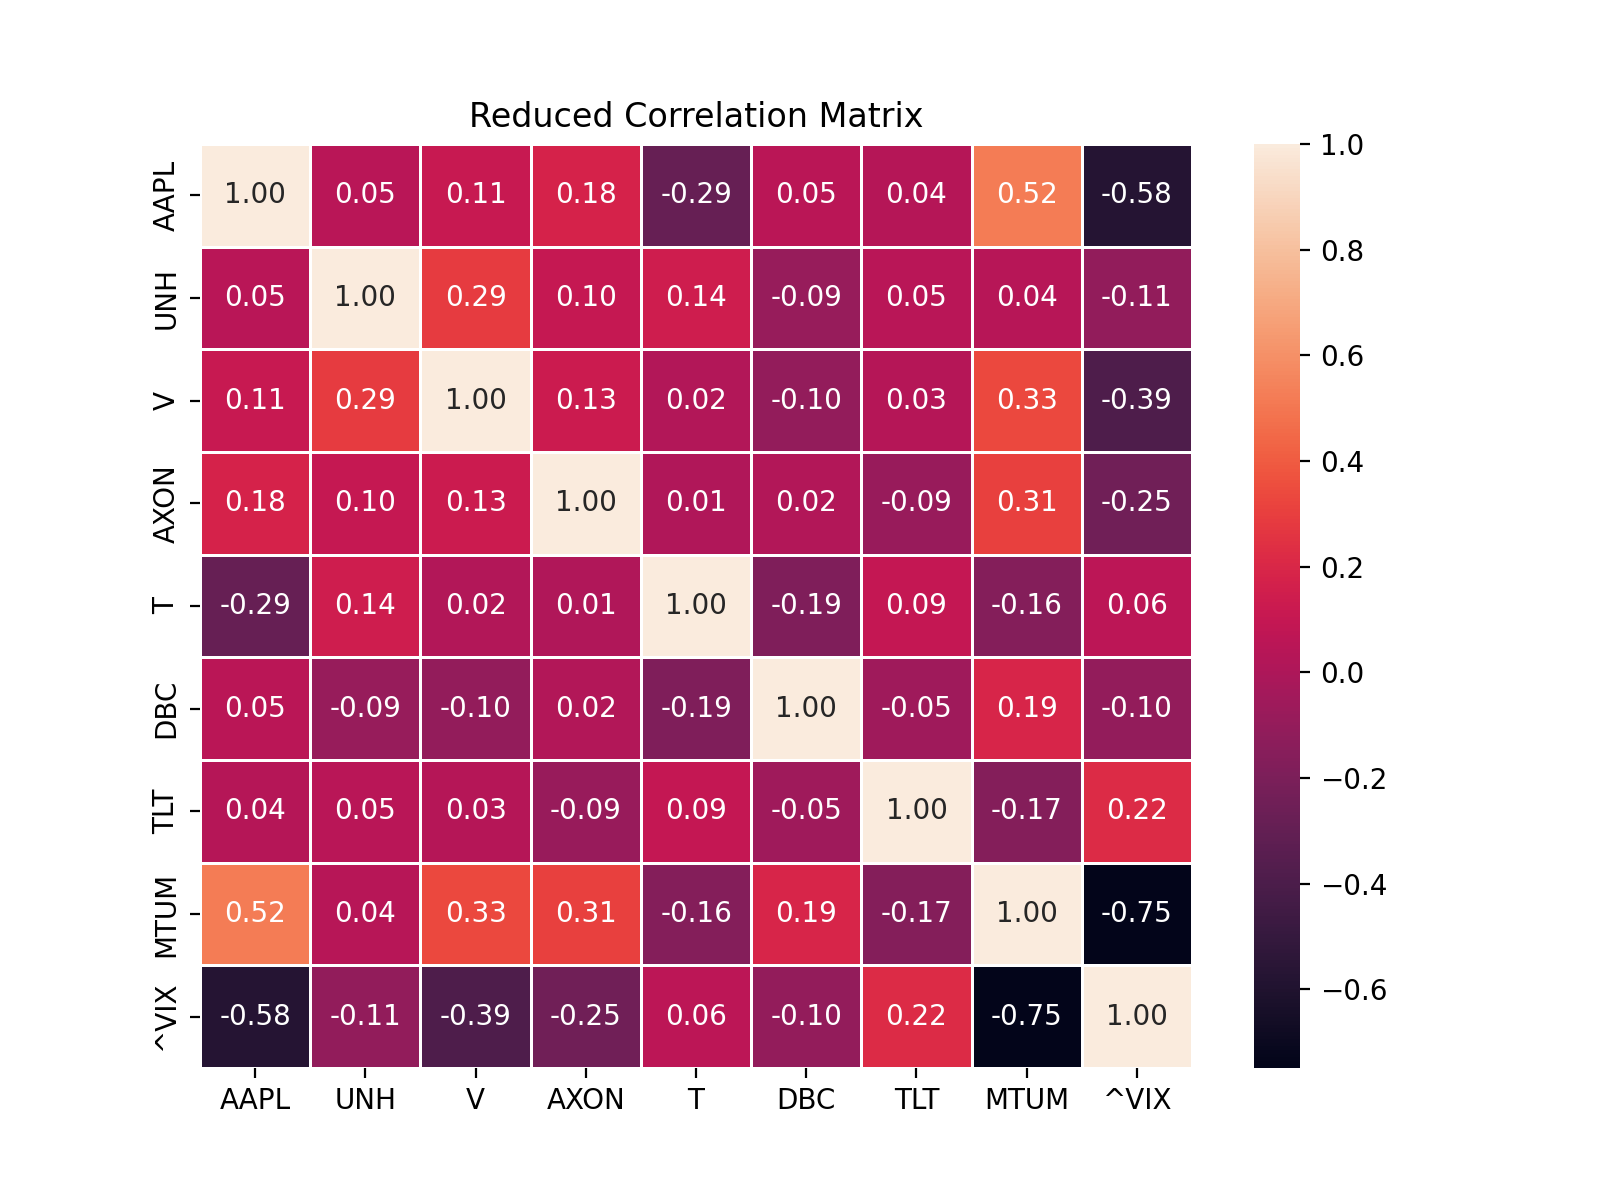 Reduced Correlation Matrix
AAPL 1.00 0.05 0.11 0.18 -0.29 0.05 0.04 0.52 -0.58
UNH 0.05 1.00 0.29 0.10 0.14 -0.09 0.05 0.04 -0.11
V 0.11 0.29 1.00 0.13 0.02 -0.10 0.03 0.33 -0.39
AXON 0.18 0.10 0.13 1.00 0.01 0.02 -0.09 0.31 -0.25
T -0.29 0.14 0.02 0.01 1.00 -0.19 0.09 -0.16 0.06
DBC 0.05 -0.09 -0.10 0.02 -0.19 1.00 -0.05 0.19 -0.10
TLT 0.04 0.05 0.03 -0.09 0.09 -0.05 1.00 -0.17 0.22
MTUM 0.52 0.04 0.33 0.31 -0.16 0.19 -0.17 1.00 -0.75
^VIX -0.58 -0.11 -0.39 -0.25 0.06 -0.10 0.22 -0.75 1.00
AAPL UNH V AXON T DBC TLT MTUM ^VIX
1.0
0.8
0.6
0.4
0.2
0.0
−0.2
−0.4
−0.6